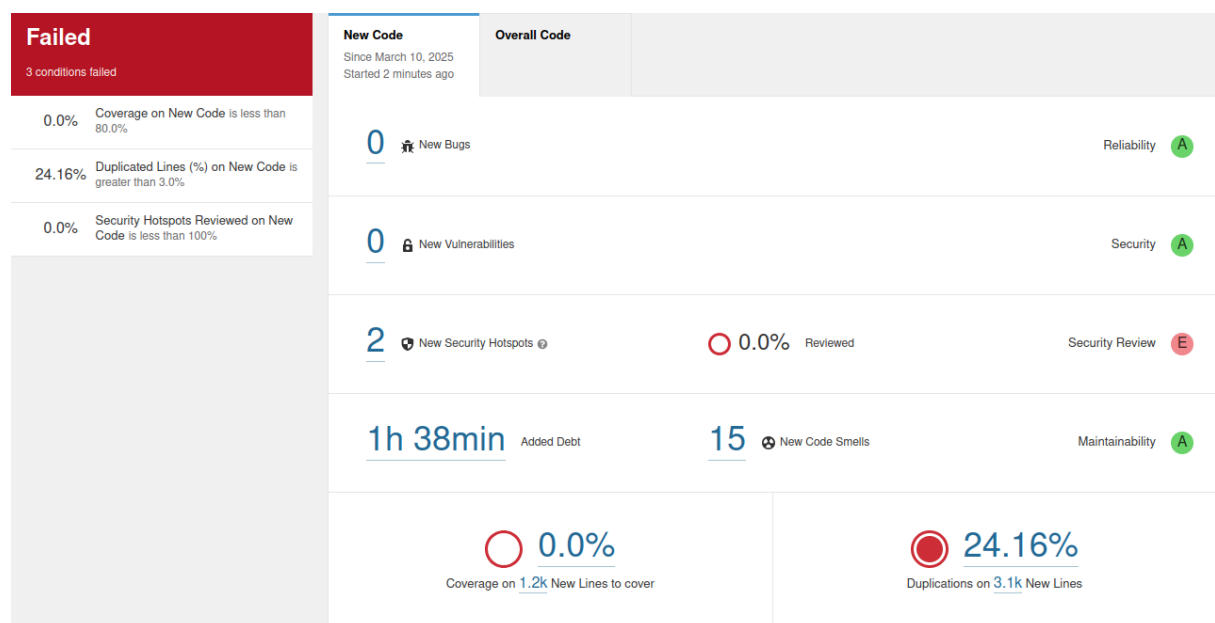 Failed
3 conditions failed
0.0%
Coverage on New Code is less than
80.0%
24.16%
Duplicated Lines (%) on New Code is
greater than 3.0%
0.0%
Security Hotspots Reviewed on New
Code is less than 100%
New Code
Since March 10, 2025
Started 2 minutes ago
Overall Code
0 New Bugs
Reliability A
0 New Vulnerabilities
Security A
2 New Security Hotspots ?
0.0% Reviewed
Security Review E
1h 38min Added Debt
15 New Code Smells
Maintainability A
0.0%
Coverage on 1.2k New Lines to cover
24.16%
Duplications on 3.1k New Lines